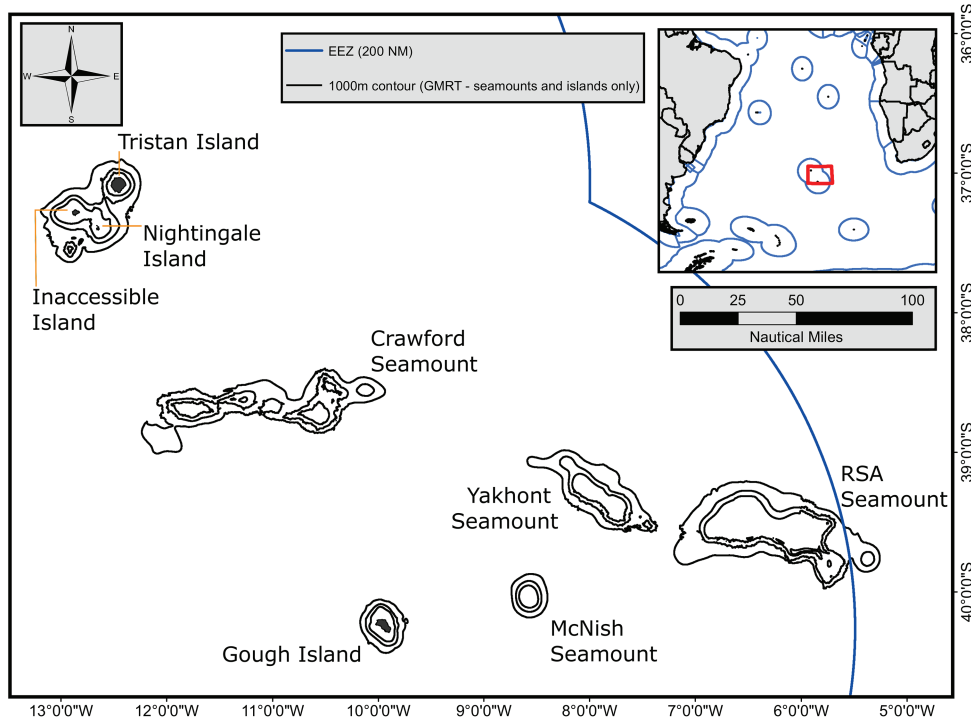 N
W
E
S
EEZ (200 NM)
1000m contour (GMRT - seamounts and islands only)
Tristan Island
Nightingale
Island
Inaccessible
Island
0 25 50 100
Nautical Miles
Crawford
Seamount
Yakhont
Seamount
RSA
Seamount
McNish
Seamount
Gough Island
36°0'0"S
37°0'0"S
38°0'0"S
39°0'0"S
40°0'0"S
13°0'0"W 12°0'0"W 11°0'0"W 10°0'0"W 9°0'0"W 8°0'0"W 7°0'0"W 6°0'0"W 5°0'0"W